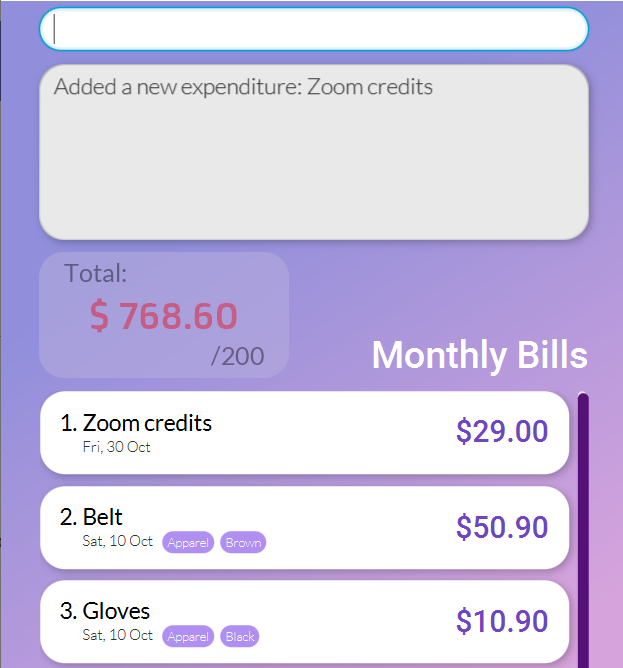 Added a new expenditure: Zoom credits
Total:
$ 768.60
/200
Monthly Bills
1. Zoom credits
$29.00
Fri, 30 Oct
2. Belt
$50.90
Sat, 10 Oct Apparel Brown
3. Gloves
$10.90
Sat, 10 Oct Apparel Black